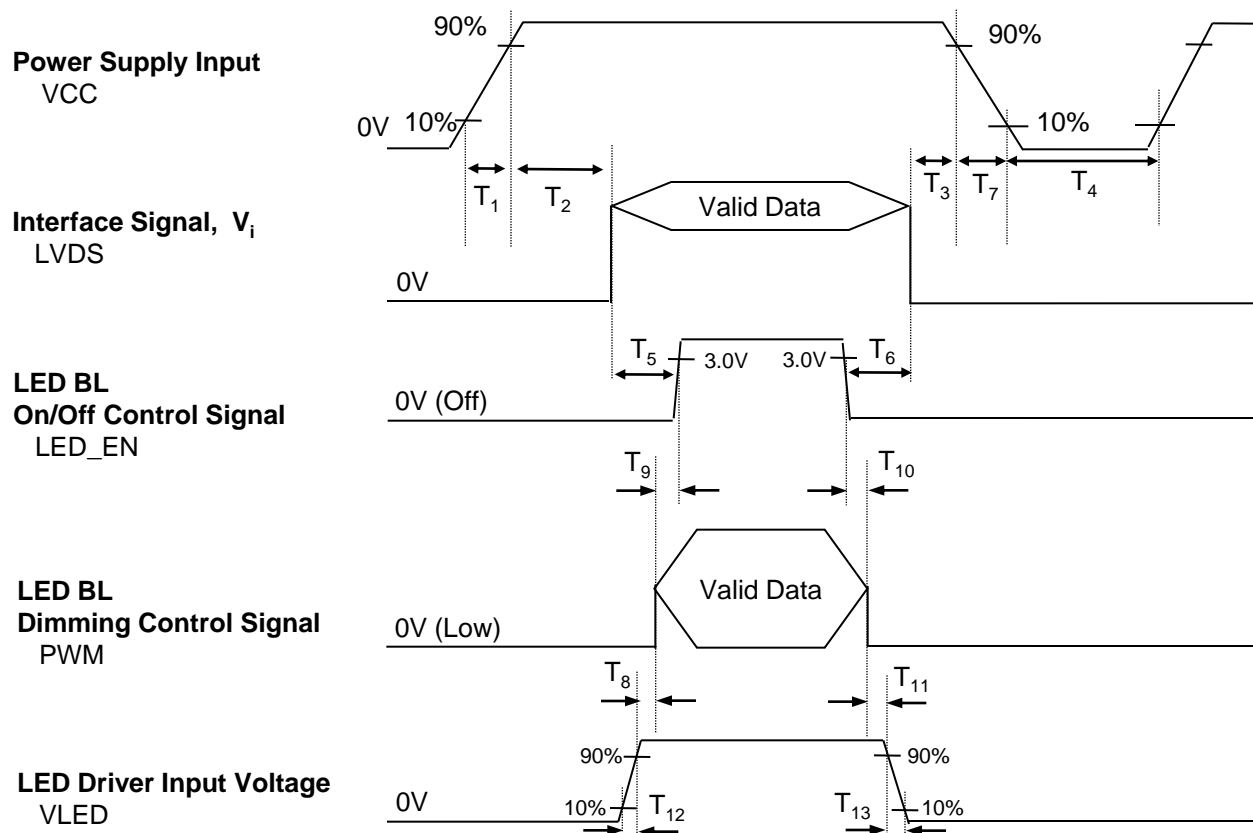 90%
90%
Power Supply Input
VCC
0V
10%
10%
T1
T2
T3
T7
T4
Interface Signal, Vi
LVDS
Valid Data
0V
T5
3.0V
3.0V
T6
LED BL
On/Off Control Signal
LED_EN
0V (Off)
T9
T10
LED BL
Dimming Control Signal
PWM
Valid Data
0V (Low)
T8
T11
LED Driver Input Voltage
VLED
90%
90%
0V
10%
T12
T13
10%